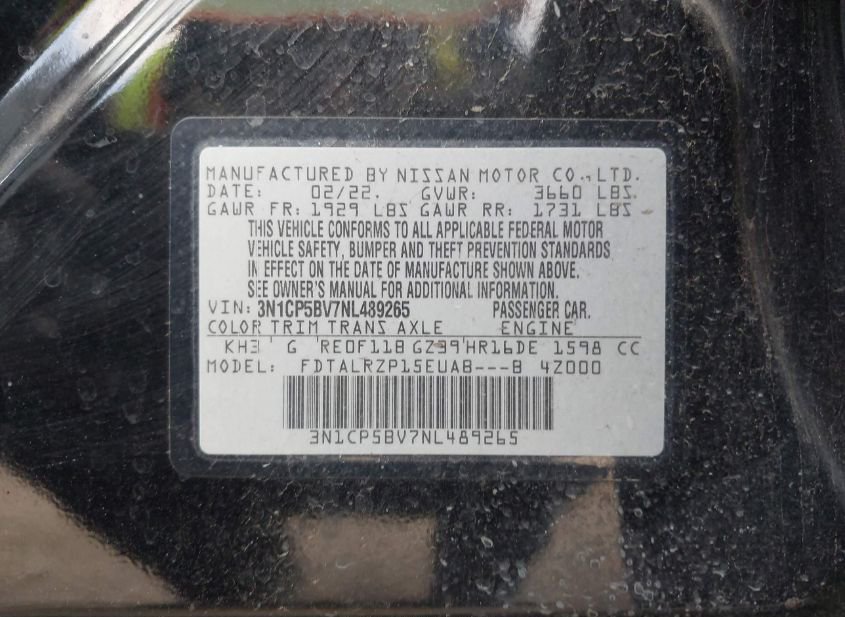 MANUFACTURED BY NISSAN MOTOR CO.,LTD.
DATE: 02/22. GVWR: 3660 LBS.
GAWR FR: 1929 LBS GAWR RR: 1731 LBS
THIS VEHICLE CONFORMS TO ALL APPLICABLE FEDERAL MOTOR
VEHICLE SAFETY, BUMPER AND THEFT PREVENTION STANDARDS
IN EFFECT ON THE DATE OF MANUFACTURE SHOWN ABOVE.
SEE OWNER'S MANUAL FOR ADDITIONAL INFORMATION.
VIN: 3N1CP5BV7NL489265 PASSENGER CAR.
COLOR TRIM TRANS AXLE ENGINE
KH3 G RE0F11B GZ39 HR16DE 1598 CC
MODEL: FDTALRZP15EUAB---B 4Z000
3N1CP5BV7NL489265